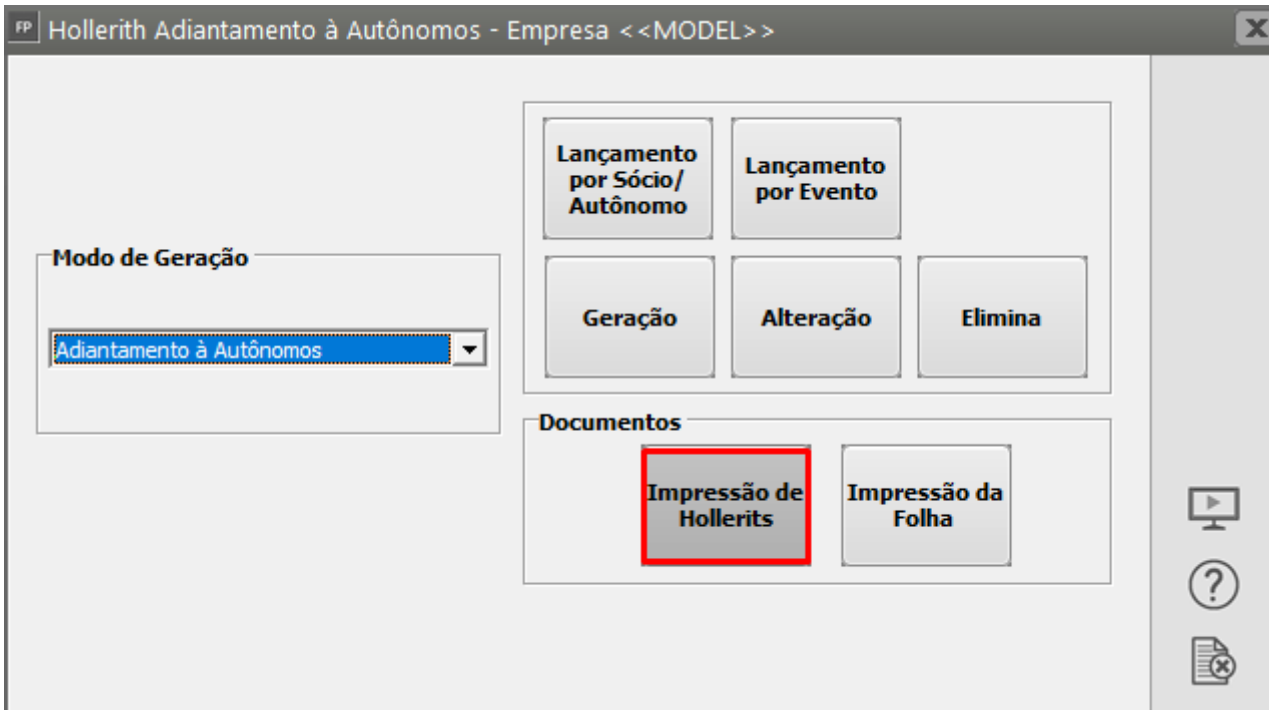 FP Hollerith Adiantamento à Autônomos - Empresa <<MODEL>>
Lançamento
por Sócio/
Autônomo
Lançamento
por Evento
Modo de Geração
Adiantamento à Autônomos
Geração
Alteração
Elimina
Documentos
Impressão de
Hollerits
Impressão da
Folha